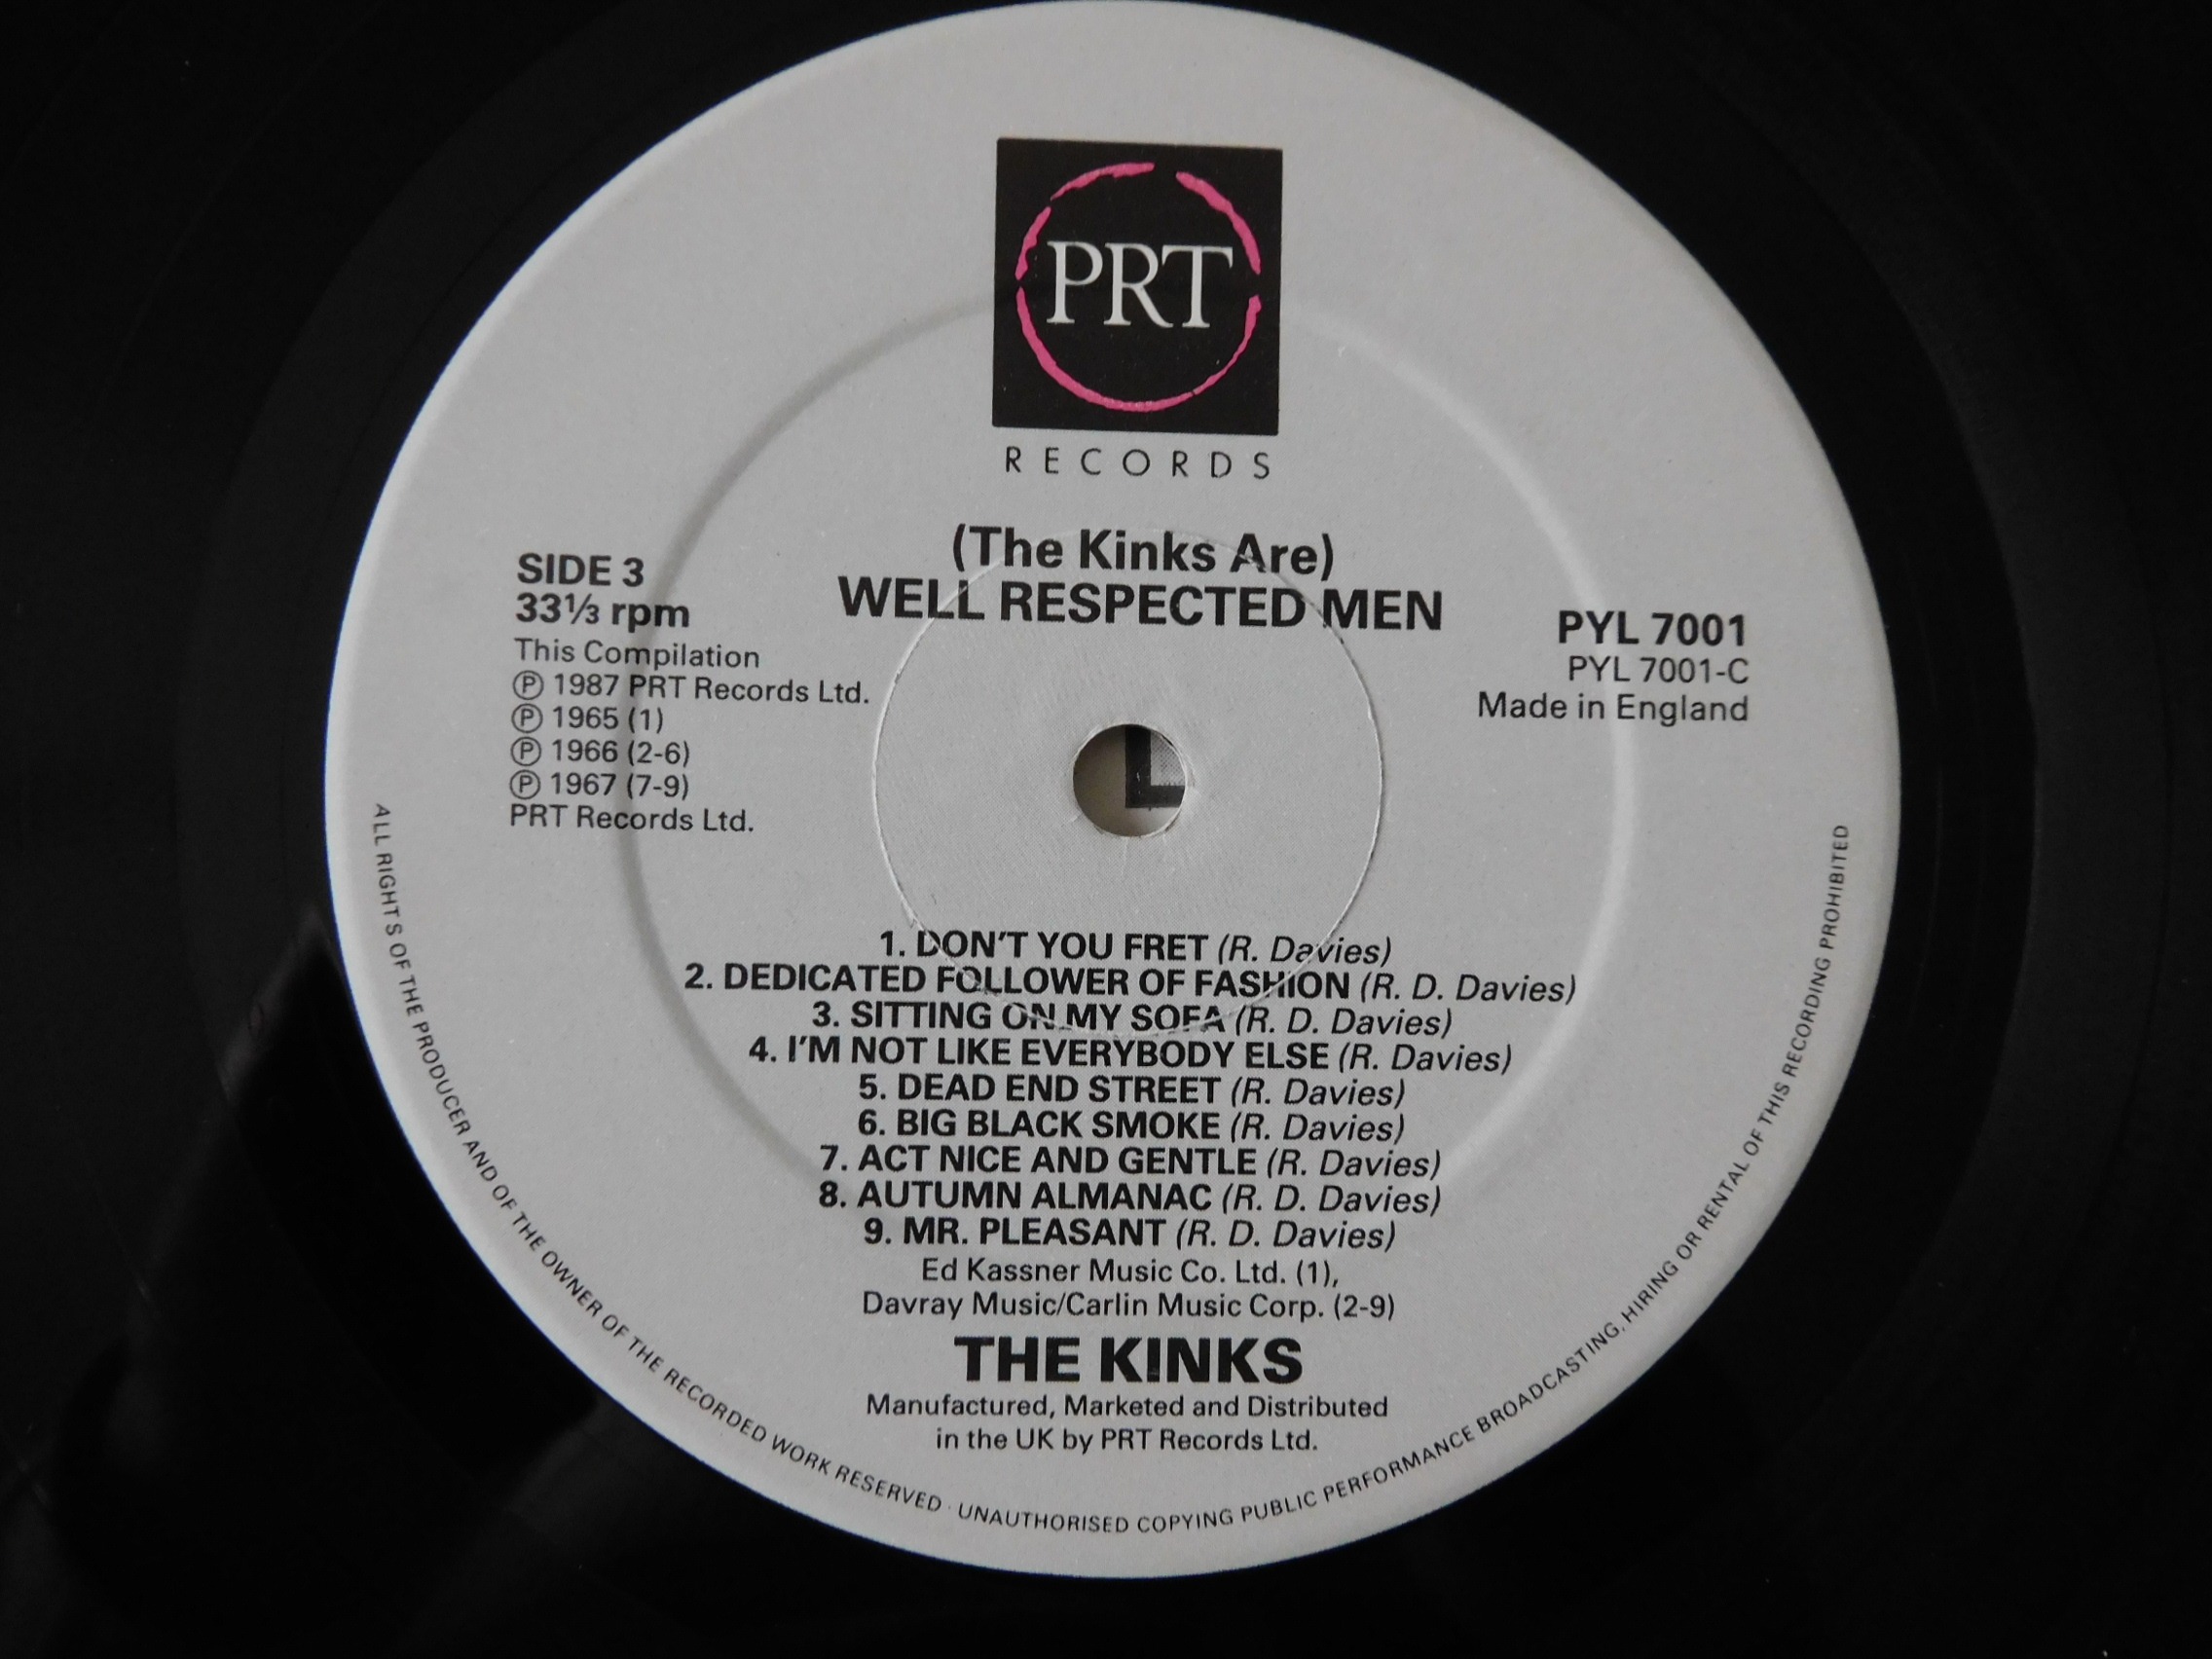 PRT
RECORDS
(The Kinks Are)
WELL RESPECTED MEN
SIDE 3
33⅓ rpm
This Compilation
Ⓟ 1987 PRT Records Ltd.
Ⓟ 1965 (1)
Ⓟ 1966 (2-6)
Ⓟ 1967 (7-9)
PRT Records Ltd.
PYL 7001
PYL 7001-C
Made in England
L
1. DON'T YOU FRET (R. Davies)
2. DEDICATED FOLLOWER OF FASHION (R. D. Davies)
3. SITTING ON MY SOFA (R. D. Davies)
4. I'M NOT LIKE EVERYBODY ELSE (R. Davies)
5. DEAD END STREET (R. Davies)
6. BIG BLACK SMOKE (R. Davies)
7. ACT NICE AND GENTLE (R. Davies)
8. AUTUMN ALMANAC (R. D. Davies)
9. MR. PLEASANT (R. D. Davies)
Ed Kassner Music Co. Ltd. (1),
Davray Music/Carlin Music Corp. (2-9)
THE KINKS
Manufactured, Marketed and Distributed
in the UK by PRT Records Ltd.
ALL RIGHTS OF THE PRODUCER AND OF THE OWNER OF THE RECORDED WORK RESERVED · UNAUTHORISED COPYING PUBLIC PERFORMANCE BROADCASTING, HIRING OR RENTAL OF THIS RECORDING PROHIBITED